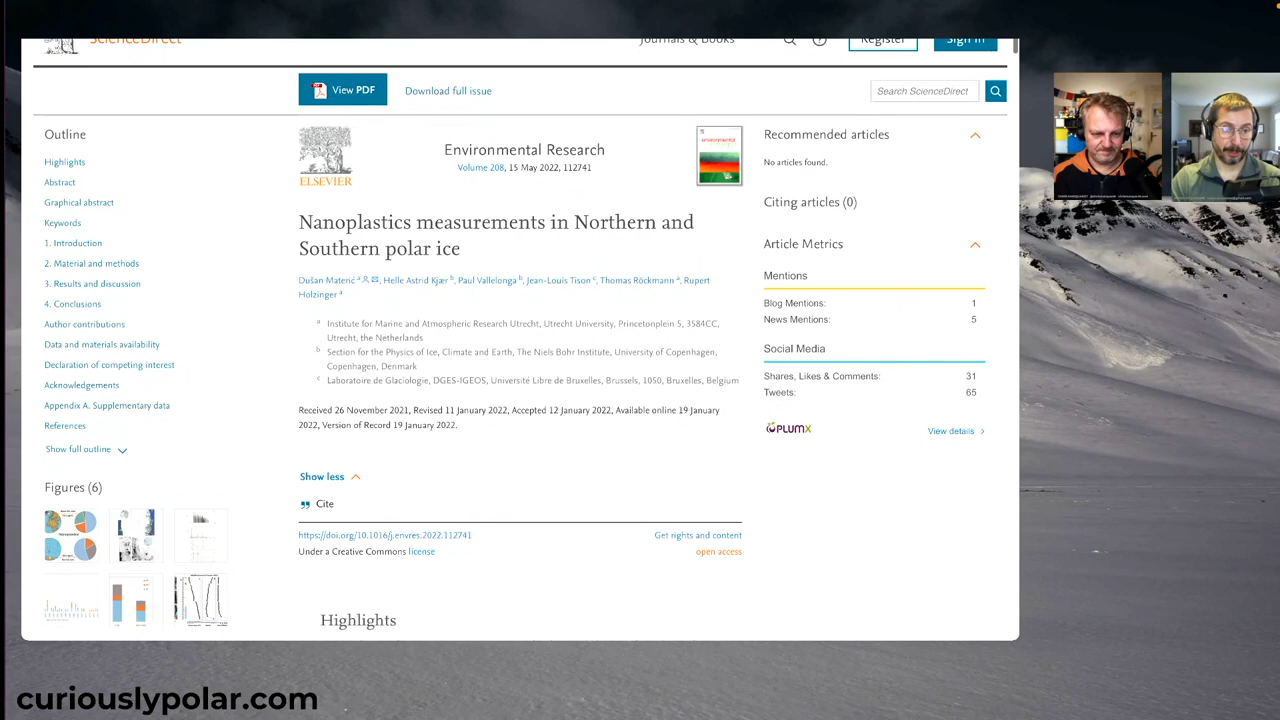 ScienceDirect
Journals & Books
Register
Sign in
View PDF
Download full issue
Search ScienceDirect
Outline
Highlights
Abstract
Graphical abstract
Keywords
1. Introduction
2. Material and methods
3. Results and discussion
4. Conclusions
Author contributions
Data and materials availability
Declaration of competing interest
Acknowledgements
Appendix A. Supplementary data
References
Show full outline
Figures (6)
ELSEVIER
Environmental Research
Volume 208, 15 May 2022, 112741
Nanoplastics measurements in Northern and
Southern polar ice
Dušan Materić a, Helle Astrid Kjær b, Paul Vallelonga b, Jean-Louis Tison c, Thomas Röckmann a, Rupert
Holzinger a
a Institute for Marine and Atmospheric Research Utrecht, Utrecht University, Princetonplein 5, 3584CC,
Utrecht, the Netherlands
b Section for the Physics of Ice, Climate and Earth, The Niels Bohr Institute, University of Copenhagen,
Copenhagen, Denmark
c Laboratoire de Glaciologie, DGES-IGEOS, Université Libre de Bruxelles, Brussels, 1050, Bruxelles, Belgium
Received 26 November 2021, Revised 11 January 2022, Accepted 12 January 2022, Available online 19 January
2022, Version of Record 19 January 2022.
Show less
Cite
https://doi.org/10.1016/j.envres.2022.112741
Get rights and content
Under a Creative Commons license
open access
Highlights
Recommended articles
No articles found.
Citing articles (0)
Article Metrics
Mentions
Blog Mentions: 1
News Mentions: 5
Social Media
Shares, Likes & Comments: 31
Tweets: 65
PLUMX
View details
curiouslypolar.com